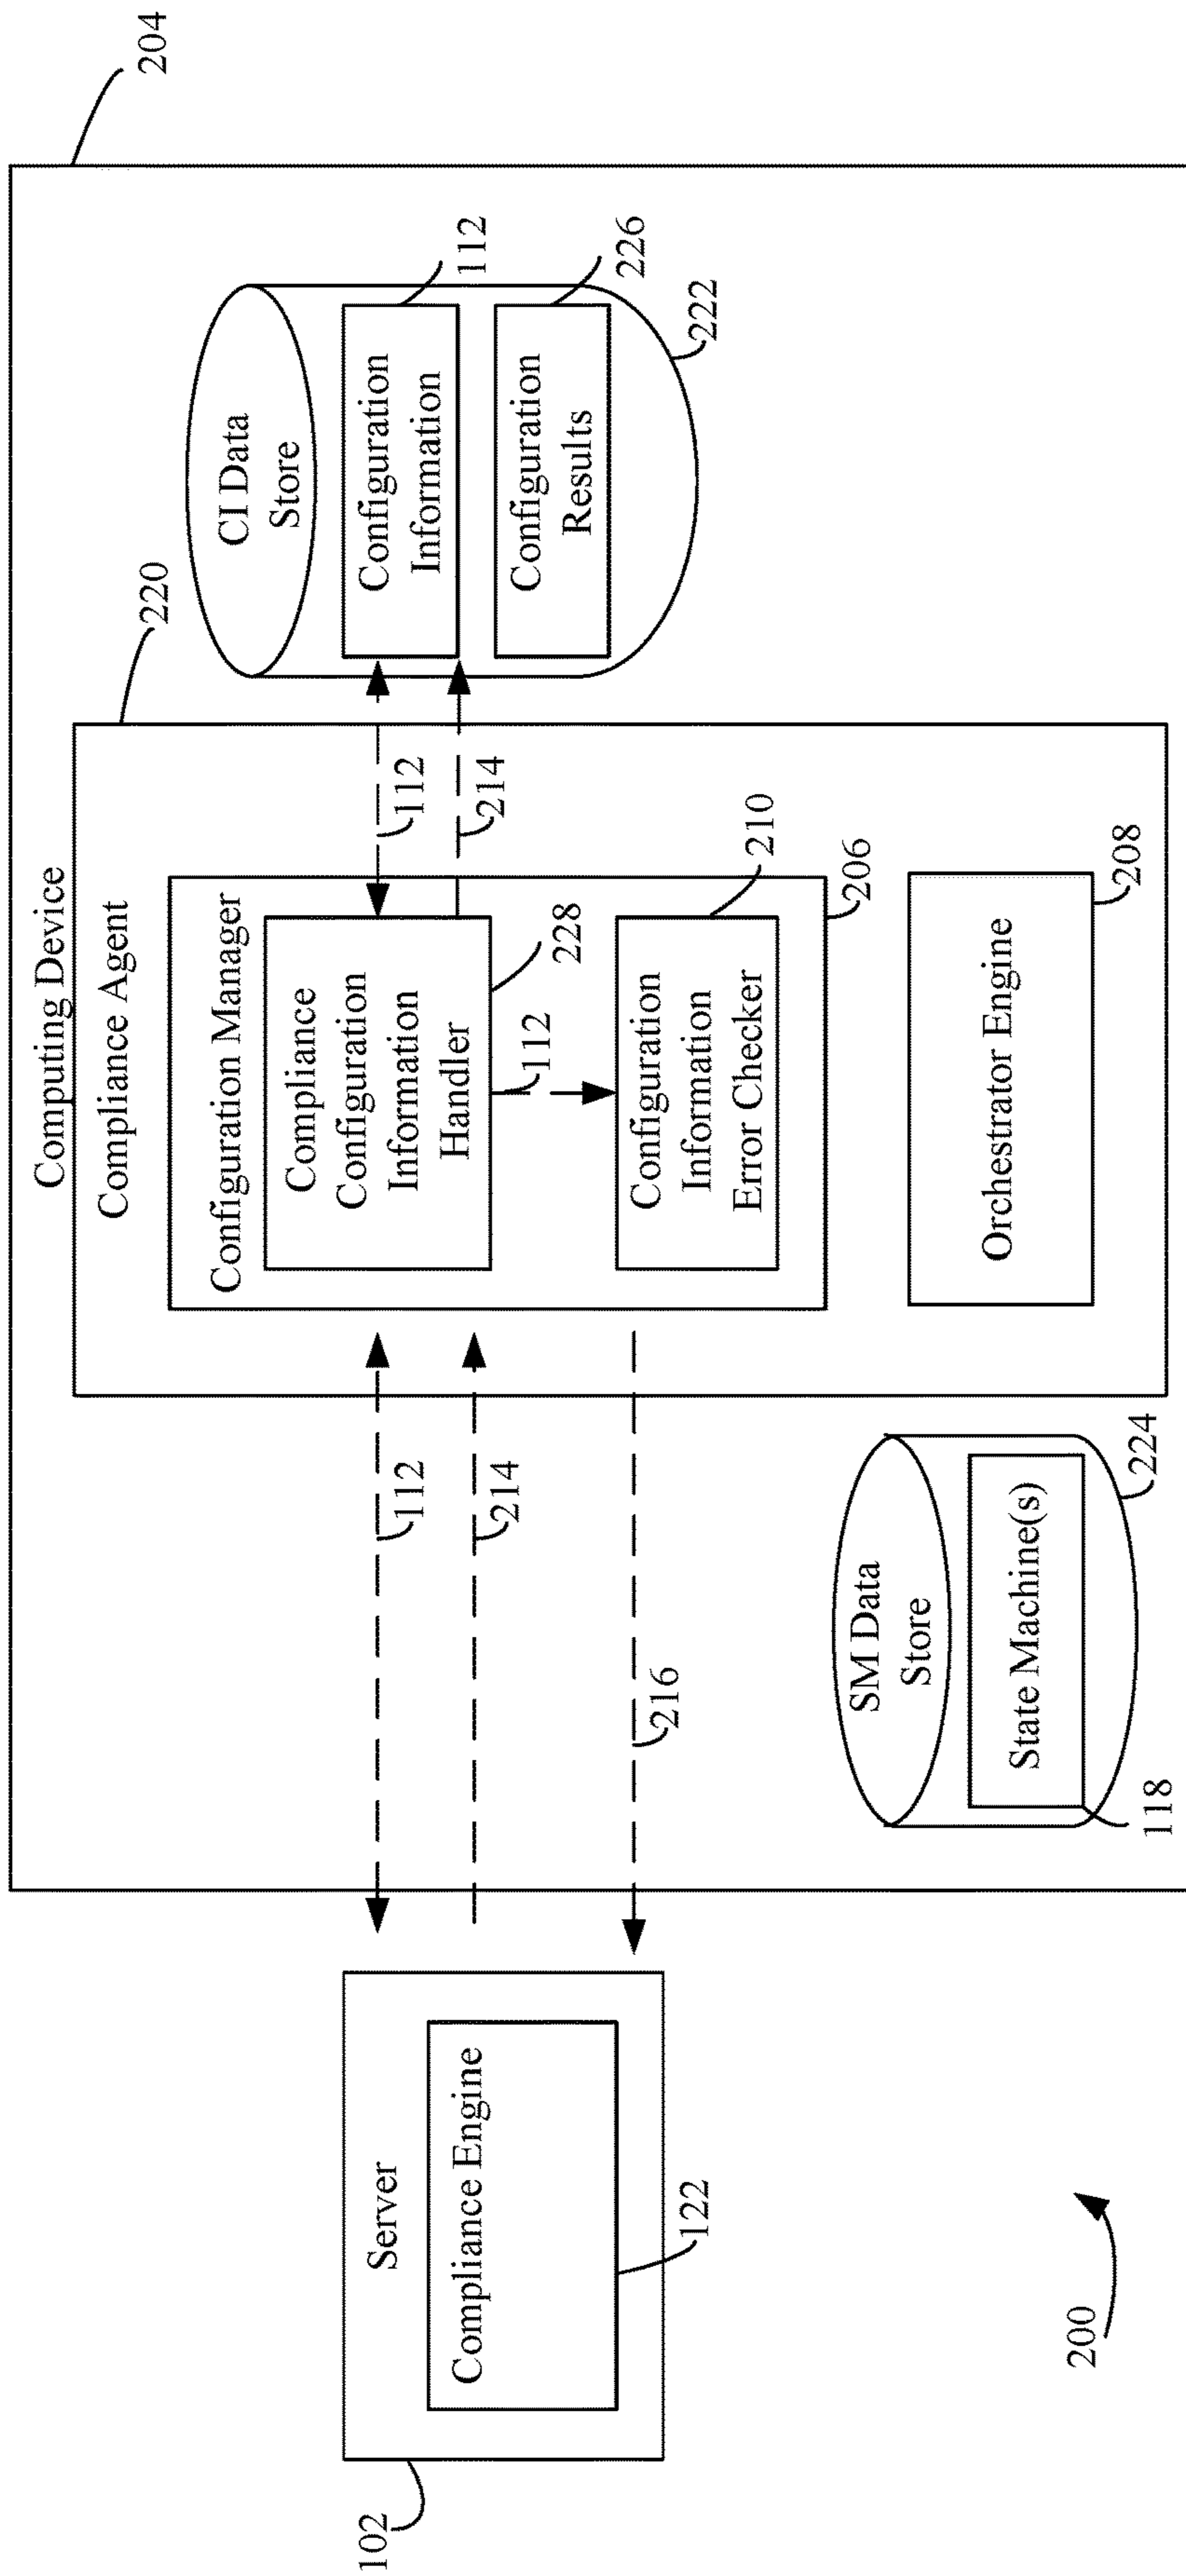 Computing Device
204
Compliance Agent
220
Configuration Manager
Compliance
Configuration
Information
Handler
228
112
Configuration
Information
Error Checker
210
206
Orchestrator Engine
208
112
214
CI Data
Store
Configuration
Information
112
Configuration
Results
226
222
112
214
216
SM Data
Store
State Machine(s)
118
224
Server
Compliance Engine
122
102
200